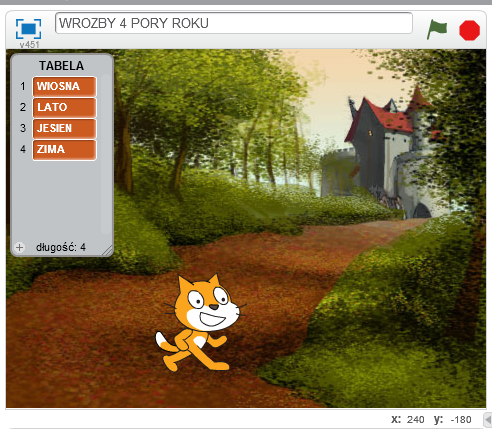 WROZBY 4 PORY ROKU
v451
TABELA
1 WIOSNA
2 LATO
3 JESIEN
4 ZIMA
+ długość: 4
x: 240 y: -180